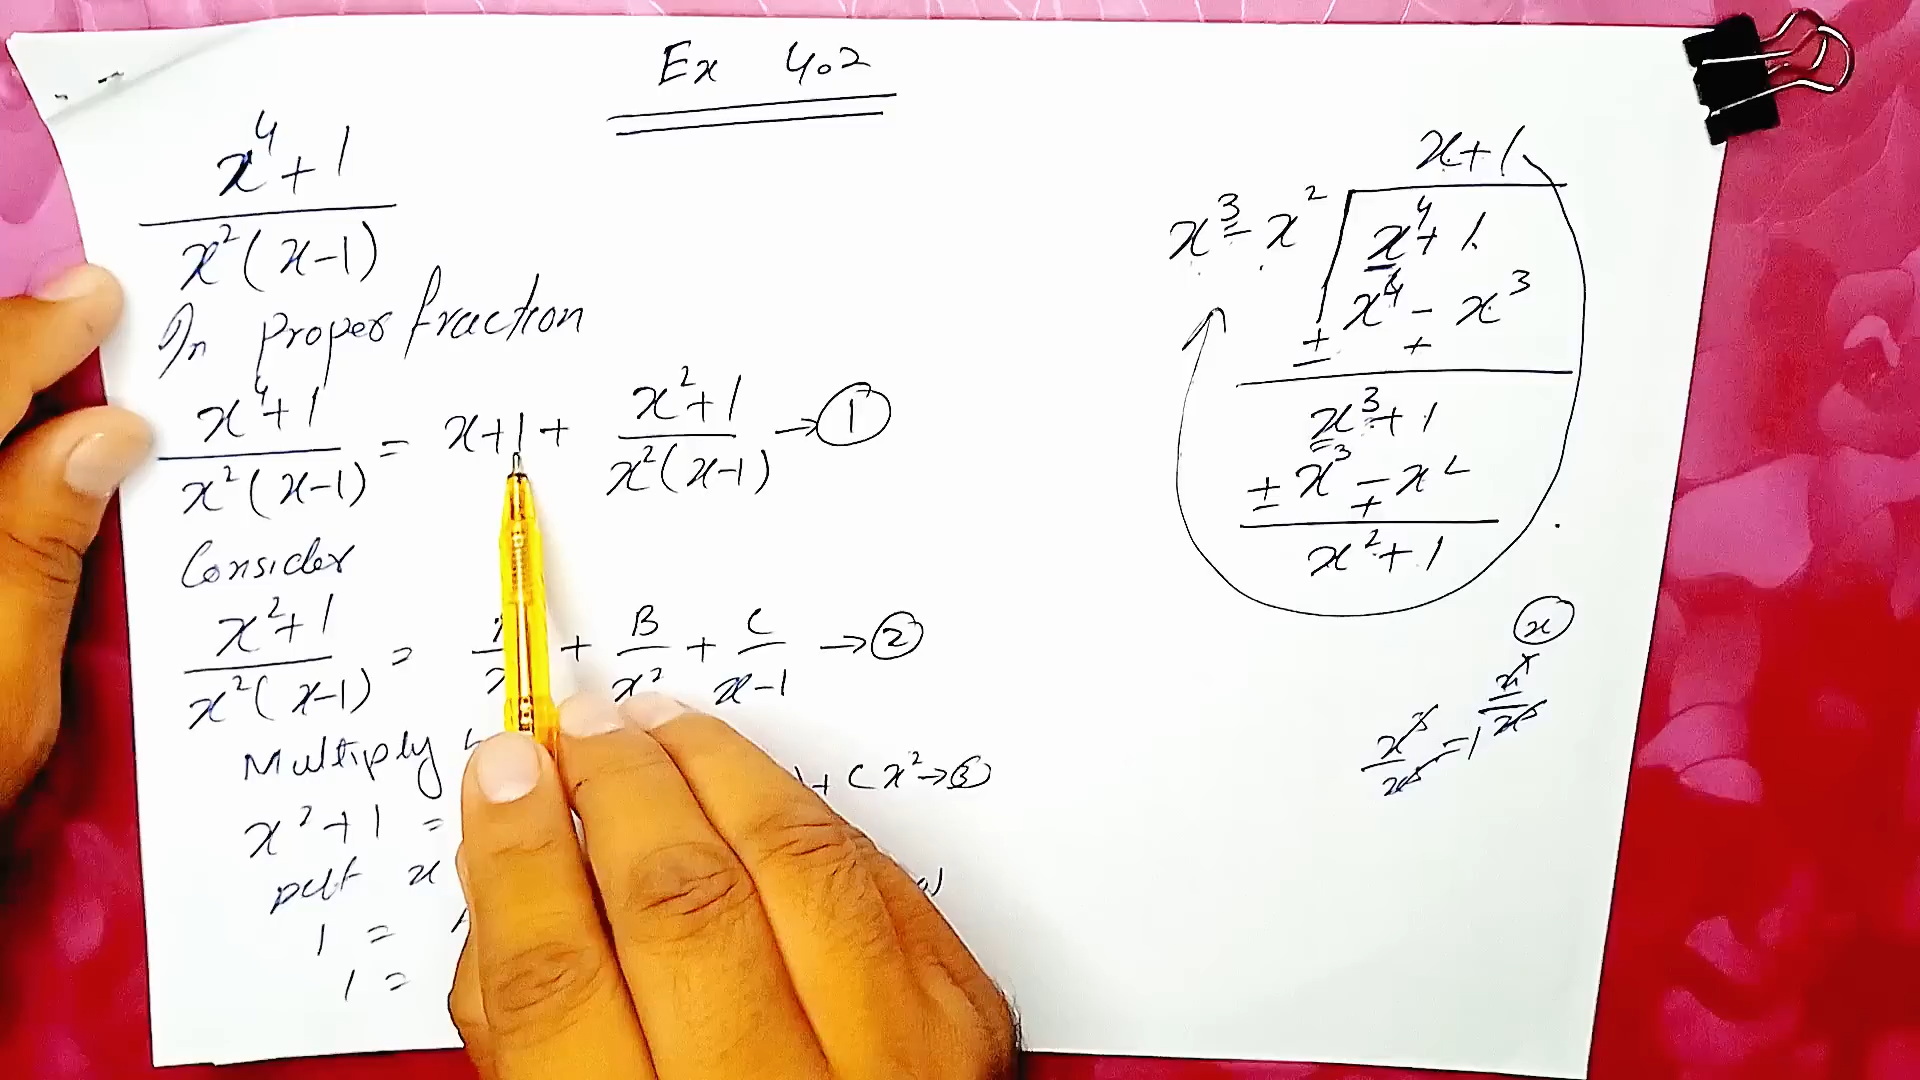 Ex 4.2
x⁴+1
x²(x-1)
In proper fraction
x⁴+1 / x²(x-1) = x+1 + x²+1 / x²(x-1) → ①
Consider
x²+1 / x²(x-1) = + B / x² + C / x-1 → ②
Multiply
+ Cx² → ③
x²+1 =
put x
1 =
1 =
x+1
x³ - x² x⁴+1
x⁴ - x³
± +
x³+1
± x³ - x²
+
x²+1
x
x / x
x / x = 1